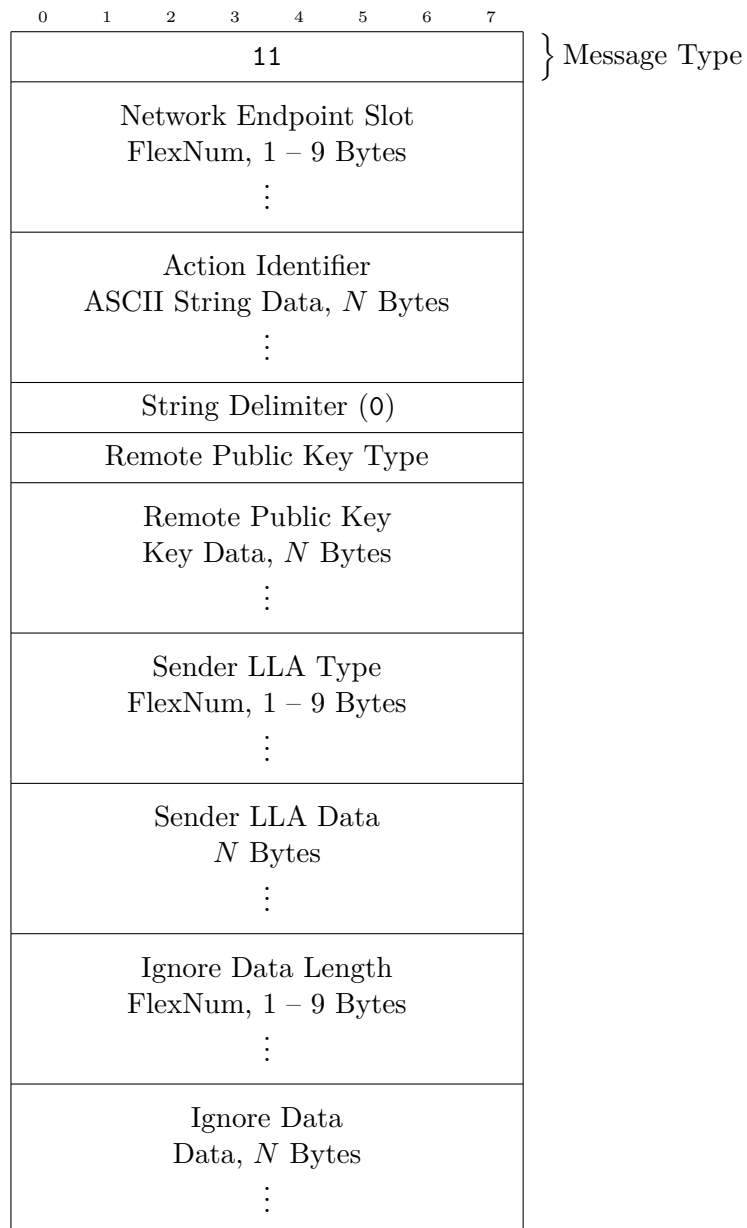 0 1 2 3 4 5 6 7
11
} Message Type
Network Endpoint Slot
FlexNum, 1 – 9 Bytes
⋮
Action Identifier
ASCII String Data, N Bytes
⋮
String Delimiter (0)
Remote Public Key Type
Remote Public Key
Key Data, N Bytes
⋮
Sender LLA Type
FlexNum, 1 – 9 Bytes
⋮
Sender LLA Data
N Bytes
⋮
Ignore Data Length
FlexNum, 1 – 9 Bytes
⋮
Ignore Data
Data, N Bytes
⋮